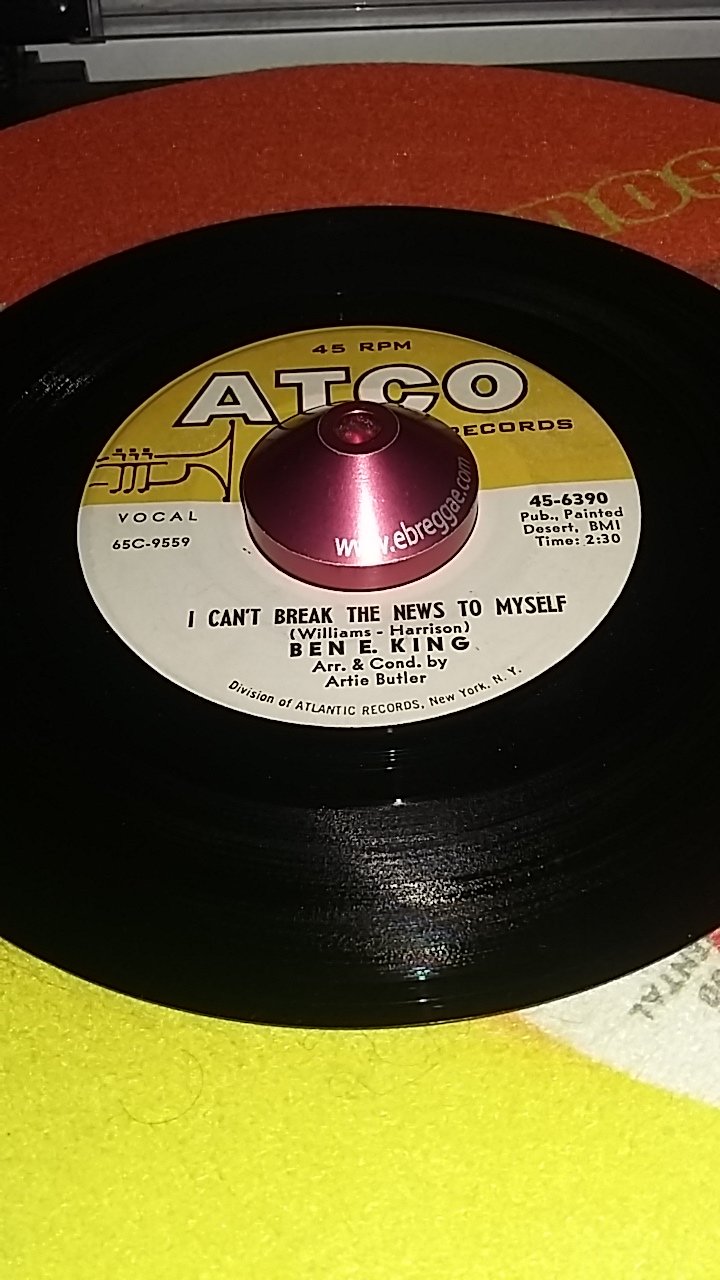 45 RPM
ATCO
RECORDS
VOCAL
65C-9559
45-6390
Pub., Painted
Desert, BMI
Time: 2:30
www.ebreggae.com
I CAN'T BREAK THE NEWS TO MYSELF
(Williams - Harrison)
BEN E. KING
Arr. & Cond. by
Artie Butler
Division of ATLANTIC RECORDS, New York, N. Y.